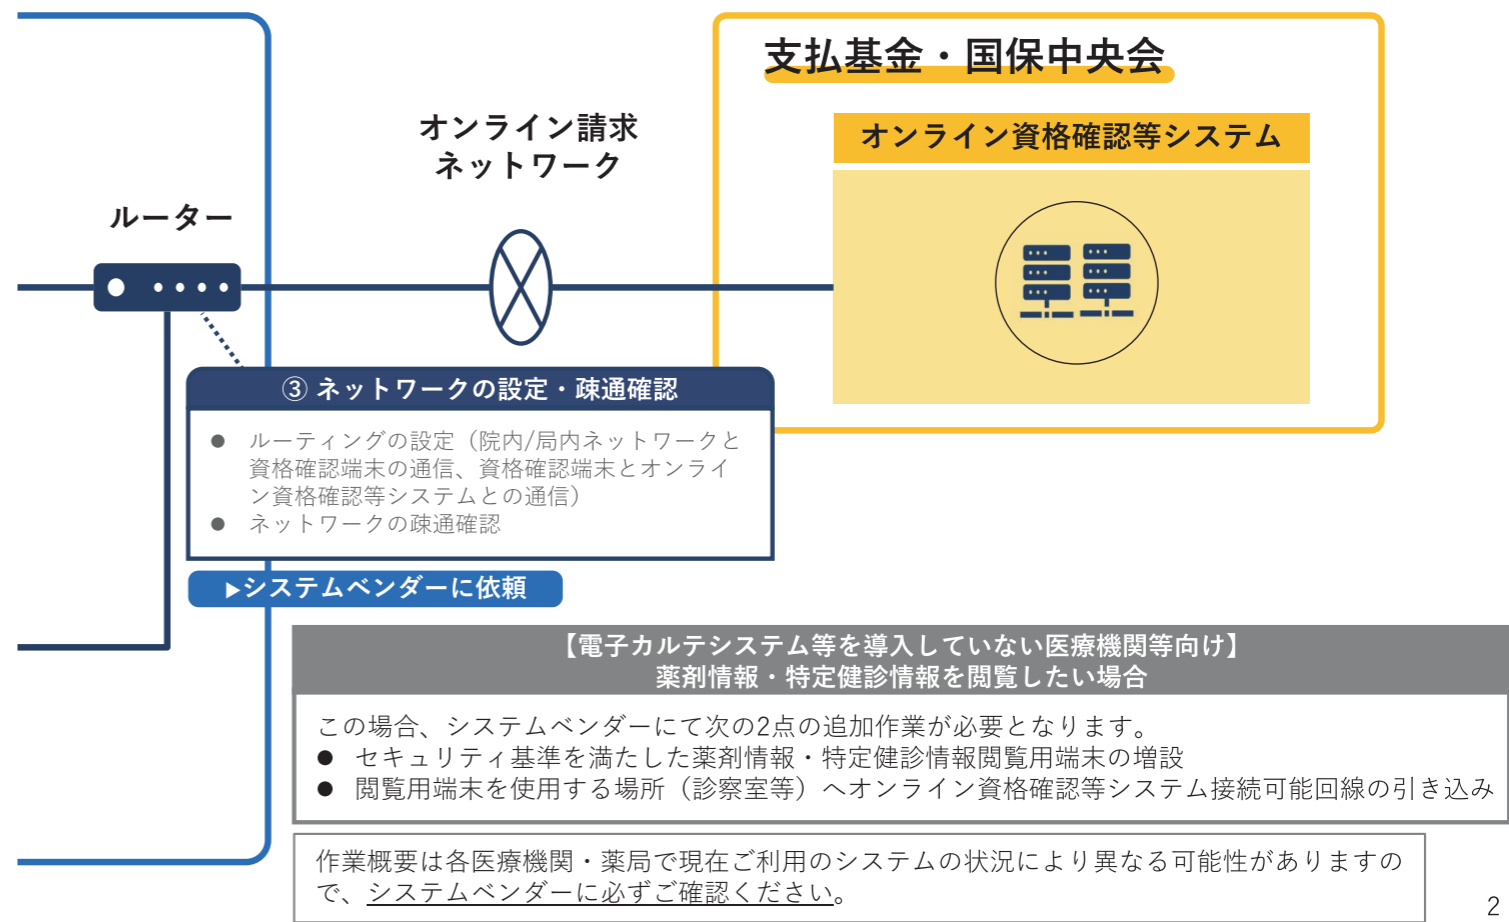 支払基金・国保中央会
オンライン資格確認等システム
オンライン請求
ネットワーク
ルーター
③ ネットワークの設定・疎通確認
● ルーティングの設定（院内/局内ネットワークと
資格確認端末の通信、資格確認端末とオンライ
ン資格確認等システムとの通信）
● ネットワークの疎通確認
▶システムベンダーに依頼
【電子カルテシステム等を導入していない医療機関等向け】
薬剤情報・特定健診情報を閲覧したい場合
この場合、システムベンダーにて次の2点の追加作業が必要となります。
● セキュリティ基準を満たした薬剤情報・特定健診情報閲覧用端末の増設
● 閲覧用端末を使用する場所（診察室等）へオンライン資格確認等システム接続可能回線の引き込み
作業概要は各医療機関・薬局で現在ご利用のシステムの状況により異なる可能性がありますの
で、システムベンダーに必ずご確認ください。
2